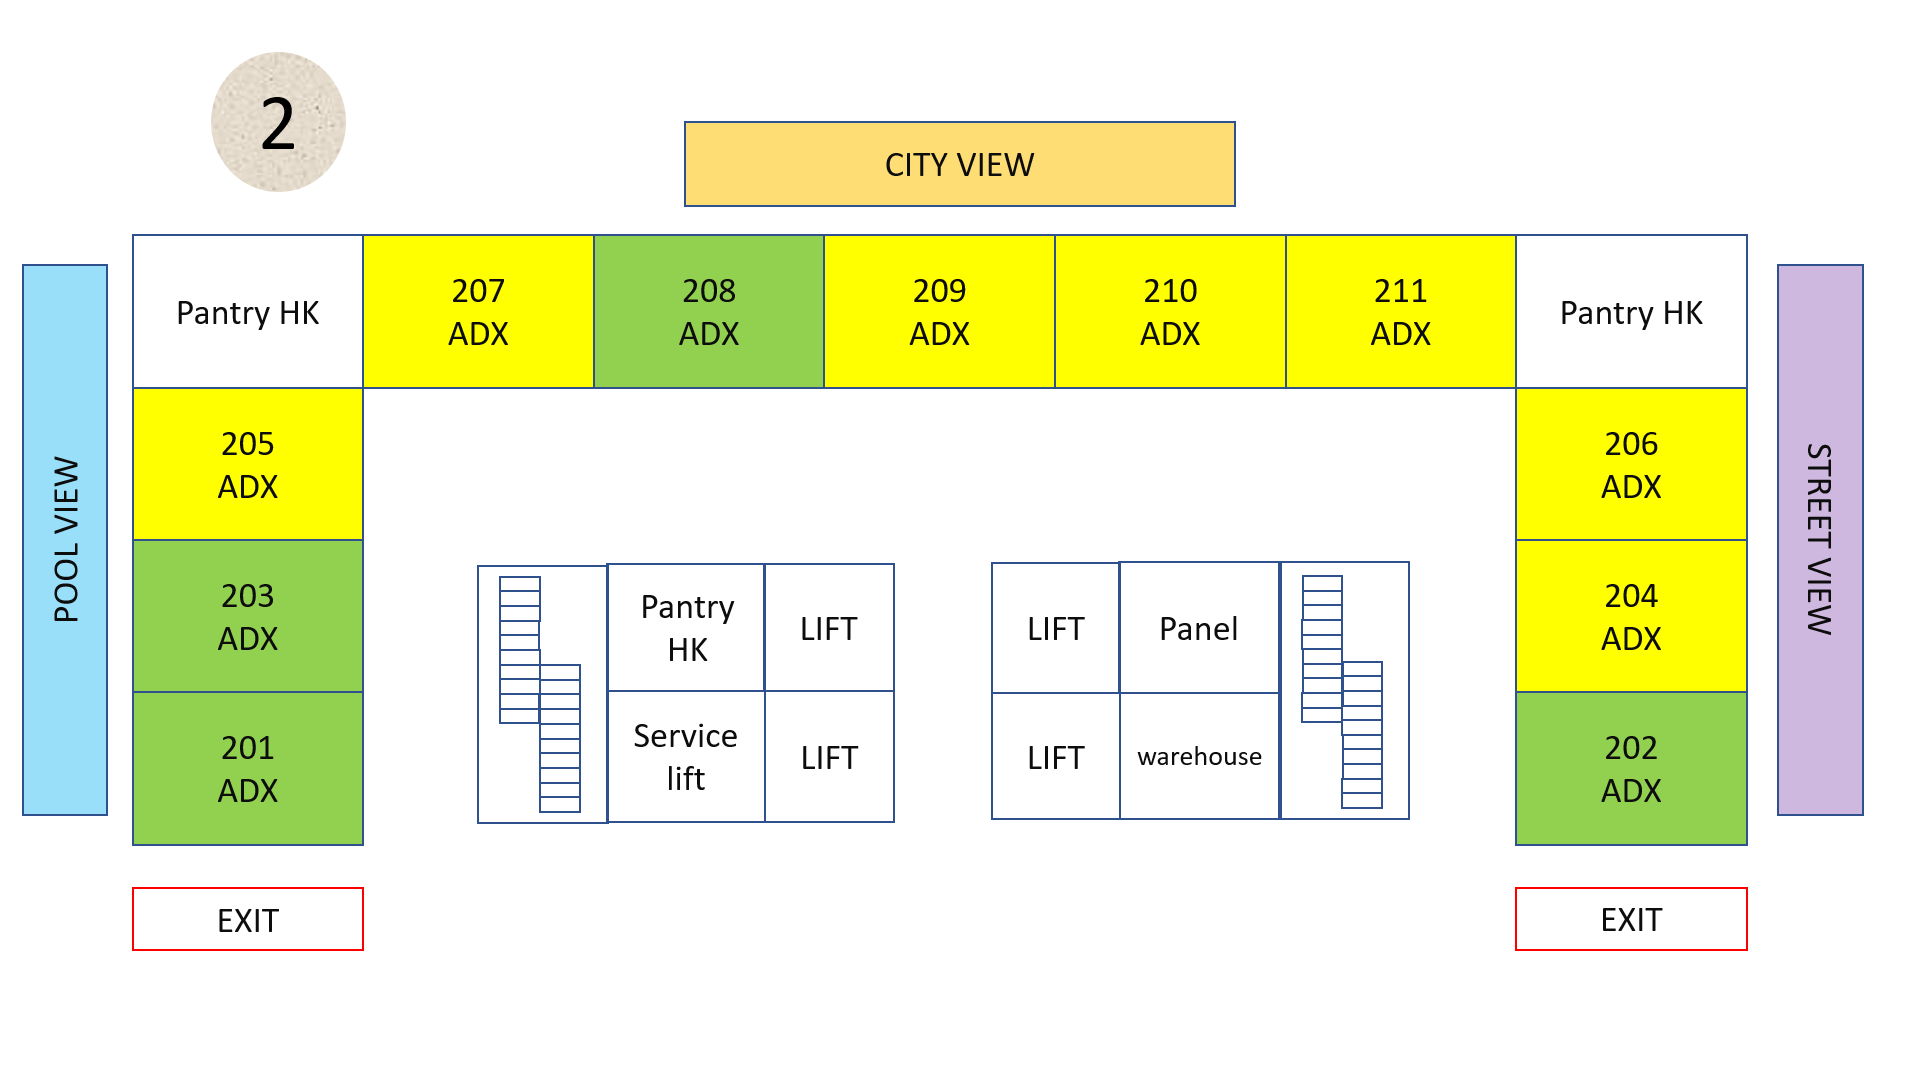 2
CITY VIEW
POOL VIEW
STREET VIEW
Pantry HK
207
ADX
208
ADX
209
ADX
210
ADX
211
ADX
Pantry HK
205
ADX
206
ADX
203
ADX
204
ADX
201
ADX
202
ADX
Pantry
HK
LIFT
Service
lift
LIFT
LIFT
Panel
LIFT
warehouse
EXIT
EXIT